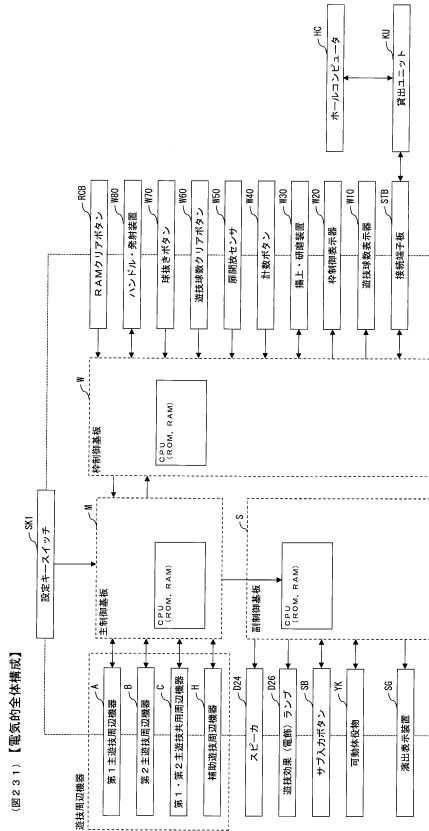 (図231)【電気的全体構成】
SK1
設定キースイッチ
遊技周辺機器
A
第1主遊技周辺機器
B
第2主遊技周辺機器
C
第1・第2主遊技共用周辺機器
H
補助遊技周辺機器
M
主制御基板
CPU
(ROM、RAM)
W
枠制御基板
CPU
(ROM、RAM)
S
副制御基板
CPU
(ROM、RAM)
D24
スピーカ
D26
遊技効果(電飾)ランプ
SB
サブ入力ボタン
YK
可動体役物
SG
演出表示装置
RCB
RAMクリアボタン
W80
ハンドル・発射装置
W70
球抜きボタン
W60
遊技球数クリアボタン
W50
扉開放センサ
W40
計数ボタン
W30
揚上・研磨装置
W20
枠制御表示器
W10
遊技球数表示器
STB
接続端子板
HC
ホールコンピュータ
KU
貸出ユニット